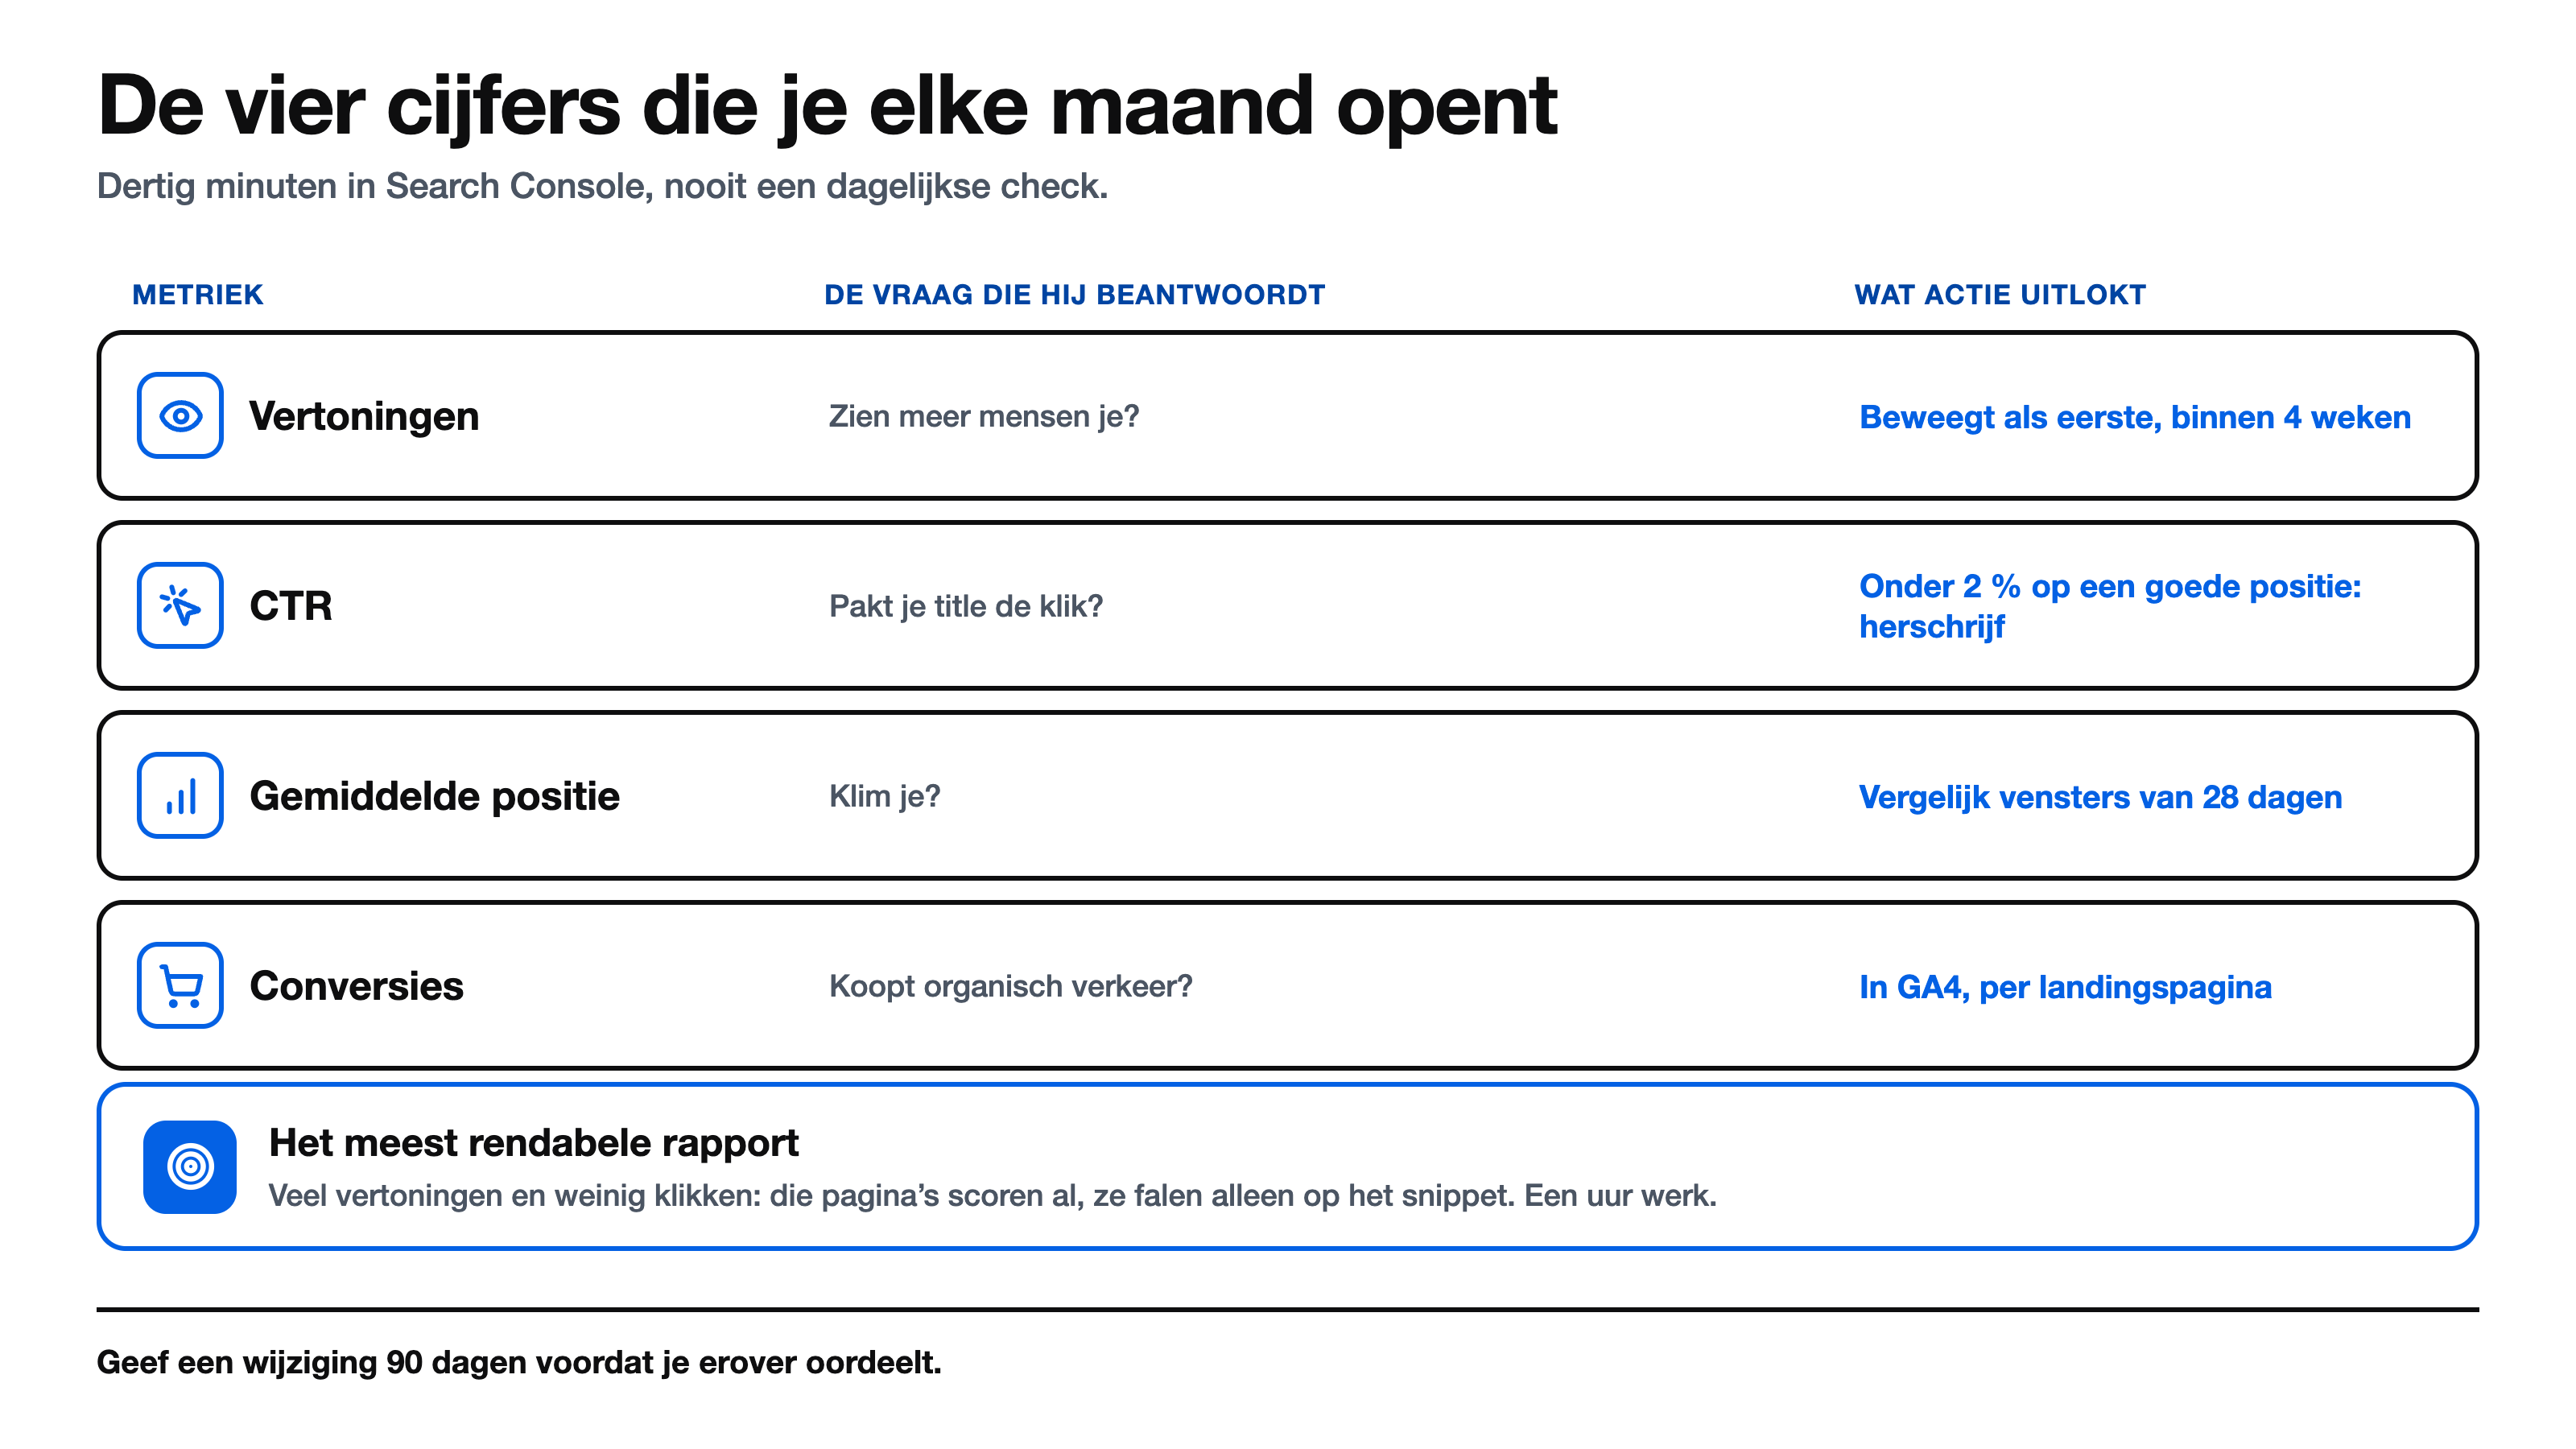 De vier cijfers die je elke maand opent
Dertig minuten in Search Console, nooit een dagelijkse check.
METRIEK
DE VRAAG DIE HIJ BEANTWOORDT
WAT ACTIE UITLOKT
Vertoningen
Zien meer mensen je?
Beweegt als eerste, binnen 4 weken
CTR
Pakt je title de klik?
Onder 2 % op een goede positie:
herschrijf
Gemiddelde positie
Klim je?
Vergelijk vensters van 28 dagen
Conversies
Koopt organisch verkeer?
In GA4, per landingspagina
Het meest rendabele rapport
Veel vertoningen en weinig klikken: die pagina’s scoren al, ze falen alleen op het snippet. Een uur werk.
Geef een wijziging 90 dagen voordat je erover oordeelt.